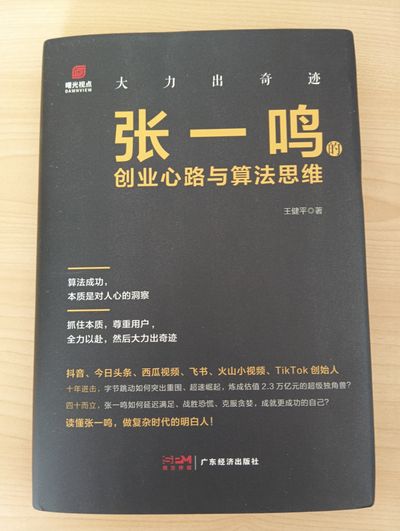 曙光视点
DAWNVIEW
大力出奇迹
张一鸣的
创业心路与算法思维
王健平◎著
算法成功，
本质是对人心的洞察
抓住本质，尊重用户，
全力以赴，然后大力出奇迹
抖音、今日头条、西瓜视频、飞书、火山小视频、TikTok 创始人
十年进击，字节跳动如何突出重围、超速崛起，炼成估值 2.3 万亿元的超级独角兽？
四十而立，张一鸣如何延迟满足、战胜恐慌、克服贪婪，成就更成功的自己？
读懂张一鸣，做复杂时代的明白人！
广东经济出版社